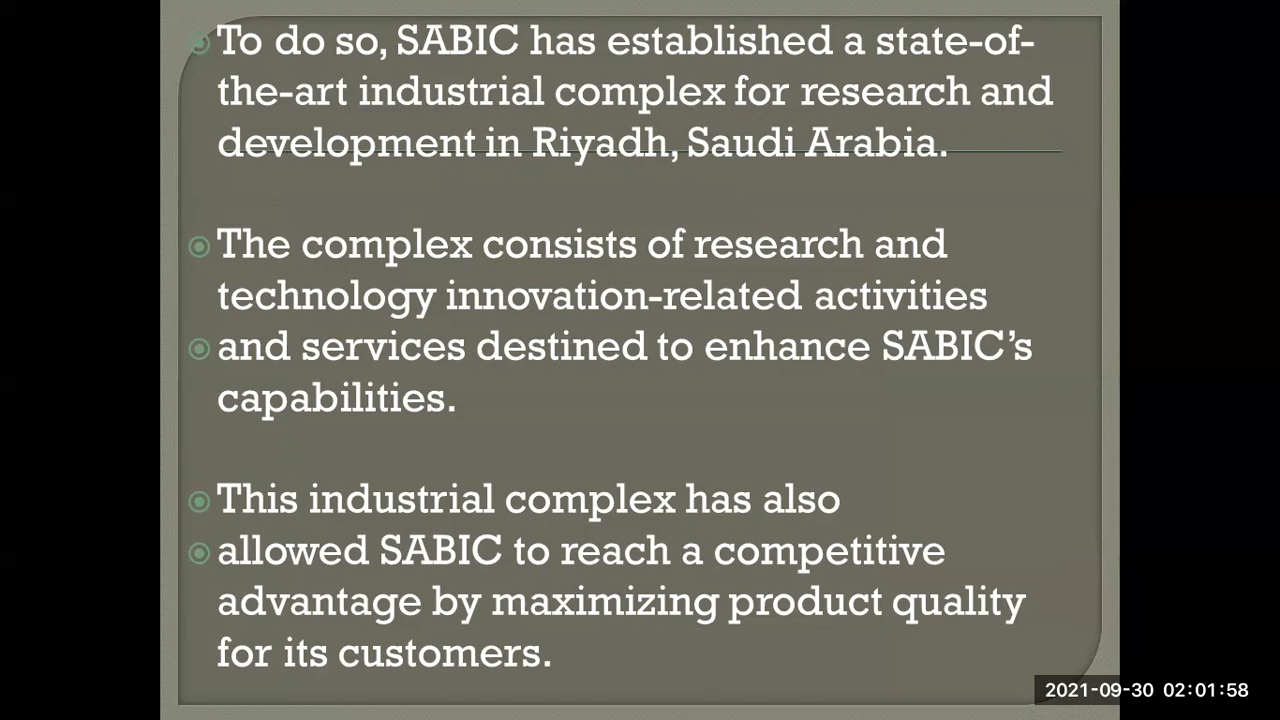 To do so, SABIC has established a state-of-
the-art industrial complex for research and
development in Riyadh, Saudi Arabia.
The complex consists of research and
technology innovation-related activities
and services destined to enhance SABIC’s
capabilities.
This industrial complex has also
allowed SABIC to reach a competitive
advantage by maximizing product quality
for its customers.
2021-09-30 02:01:58